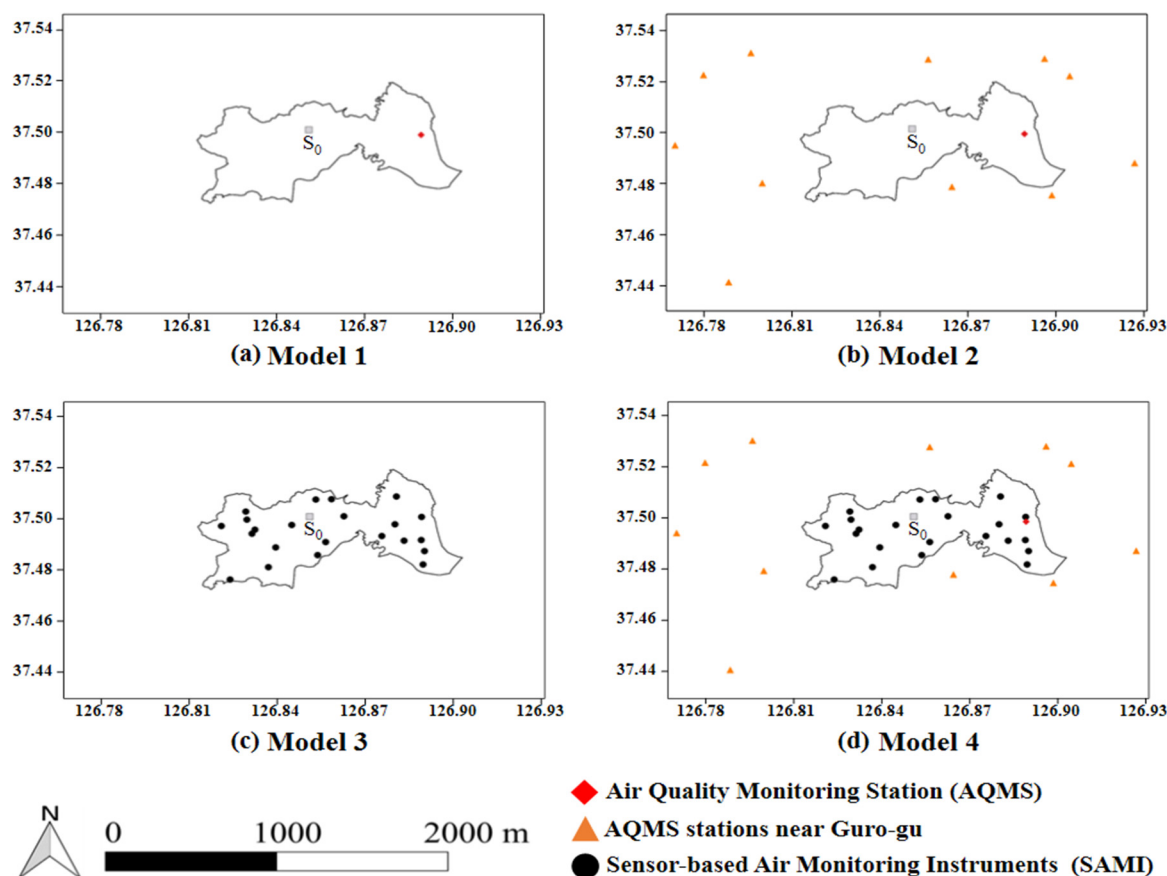 37.54
37.52
37.50
37.48
37.46
37.44
S0
126.78 126.81 126.84 126.87 126.90 126.93
(a) Model 1
37.54
37.52
37.50
37.48
37.46
37.44
S0
126.78 126.81 126.84 126.87 126.90 126.93
(b) Model 2
37.54
37.52
37.50
37.48
37.46
37.44
S0
126.78 126.81 126.84 126.87 126.90 126.93
(c) Model 3
37.54
37.52
37.50
37.48
37.46
37.44
S0
126.78 126.81 126.84 126.87 126.90 126.93
(d) Model 4
N
0 1000 2000 m
Air Quality Monitoring Station (AQMS)
AQMS stations near Guro-gu
Sensor-based Air Monitoring Instruments (SAMI)